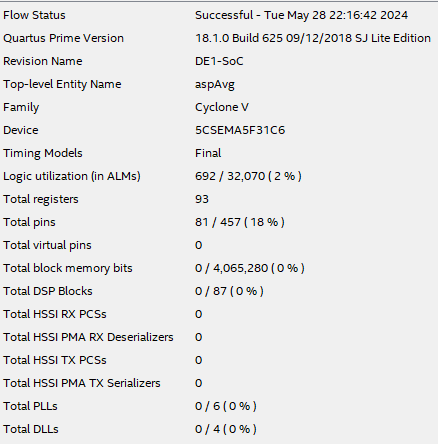 Flow Status Successful - Tue May 28 22:16:42 2024
Quartus Prime Version 18.1.0 Build 625 09/12/2018 SJ Lite Edition
Revision Name DE1-SoC
Top-level Entity Name aspAvg
Family Cyclone V
Device 5CSEMA5F31C6
Timing Models Final
Logic utilization (in ALMs) 692 / 32,070 ( 2 % )
Total registers 93
Total pins 81 / 457 ( 18 % )
Total virtual pins 0
Total block memory bits 0 / 4,065,280 ( 0 % )
Total DSP Blocks 0 / 87 ( 0 % )
Total HSSI RX PCSs 0
Total HSSI PMA RX Deserializers 0
Total HSSI TX PCSs 0
Total HSSI PMA TX Serializers 0
Total PLLs 0 / 6 ( 0 % )
Total DLLs 0 / 4 ( 0 % )